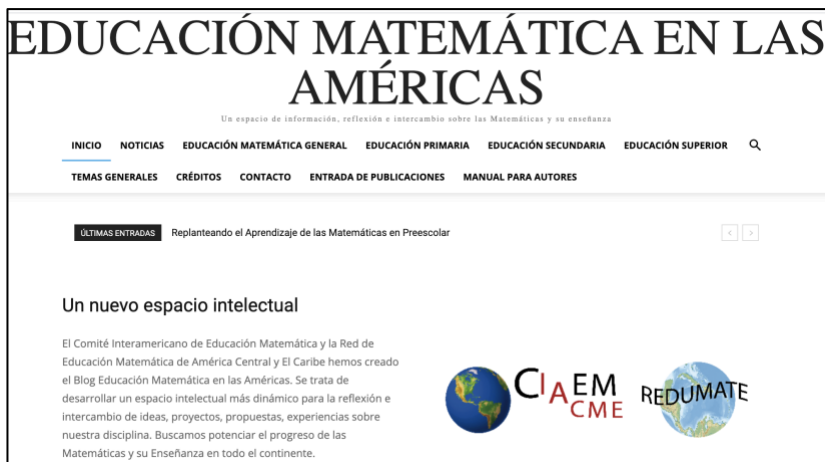 EDUCACIÓN MATEMÁTICA EN LAS
AMÉRICAS
Un espacio de información, reflexión e intercambio sobre las Matemáticas y su enseñanza
INICIO NOTICIAS EDUCACIÓN MATEMÁTICA GENERAL EDUCACIÓN PRIMARIA EDUCACIÓN SECUNDARIA EDUCACIÓN SUPERIOR
TEMAS GENERALES CRÉDITOS CONTACTO ENTRADA DE PUBLICACIONES MANUAL PARA AUTORES
ÚLTIMAS ENTRADAS Replanteando el Aprendizaje de las Matemáticas en Preescolar
Un nuevo espacio intelectual
El Comité Interamericano de Educación Matemática y la Red de
Educación Matemática de América Central y El Caribe hemos creado
el Blog Educación Matemática en las Américas. Se trata de
desarrollar un espacio intelectual más dinámico para la reflexión e
intercambio de ideas, proyectos, propuestas, experiencias sobre
nuestra disciplina. Buscamos potenciar el progreso de las
Matemáticas y su Enseñanza en todo el continente.
CIAEM
CME
REDUMATE